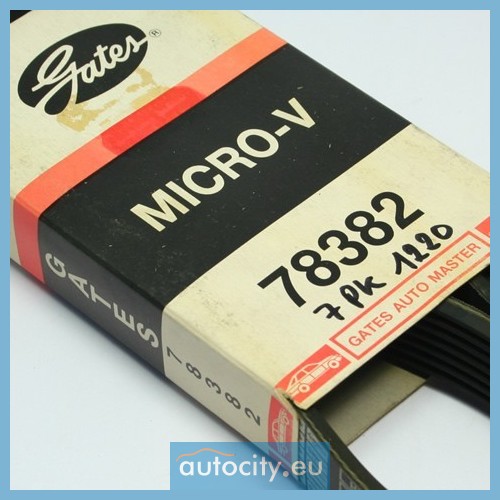 Gates®
MICRO-V
78382
7PK 1220
GATES AUTO MASTER
GATES
78382
autocity.eu